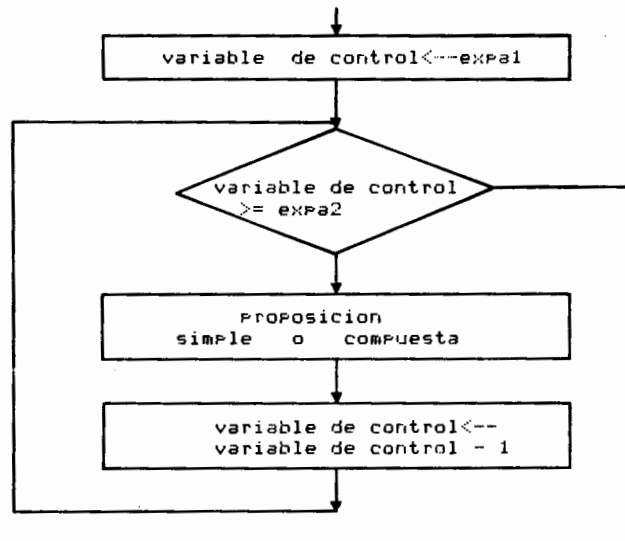 variable de control<---expa1
variable de control
>= expa2
proposicion
simple o compuesta
variable de control<--
variable de control - 1